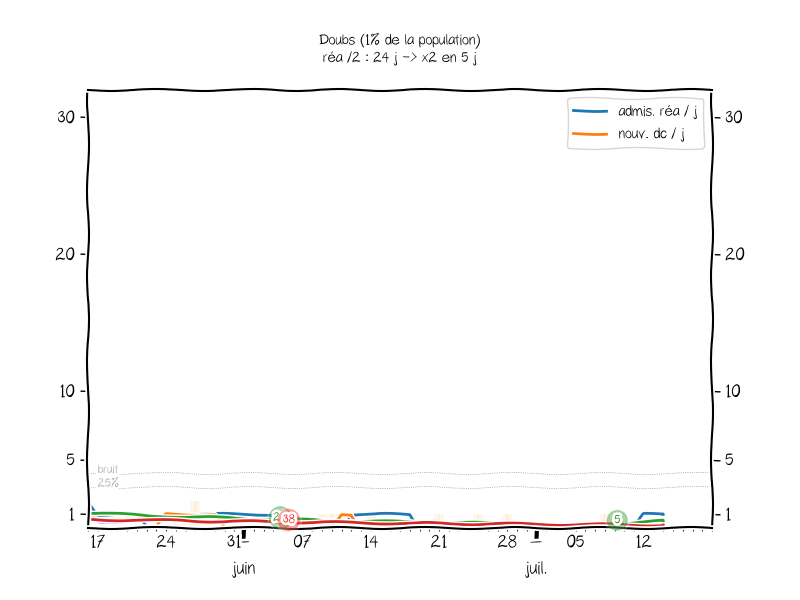 Doubs (1% de la population)
réa /2 : 24 j -> x2 en 5 j
admis. réa / j
nouv. dc / j
30 30
20 20
10 10
5 5
bruit
25%
1 38 5 1
17 24 31 07 14 21 28 05 12
juin juil.